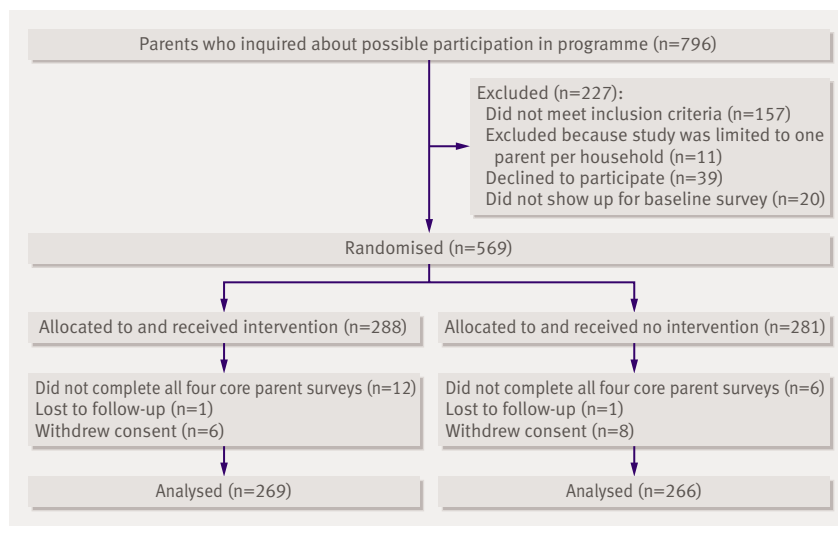 Parents who inquired about possible participation in programme (n=796)
Excluded (n=227):
Did not meet inclusion criteria (n=157)
Excluded because study was limited to one
parent per household (n=11)
Declined to participate (n=39)
Did not show up for baseline survey (n=20)
Randomised (n=569)
Allocated to and received intervention (n=288)
Allocated to and received no intervention (n=281)
Did not complete all four core parent surveys (n=12)
Lost to follow-up (n=1)
Withdrew consent (n=6)
Did not complete all four core parent surveys (n=6)
Lost to follow-up (n=1)
Withdrew consent (n=8)
Analysed (n=269)
Analysed (n=266)